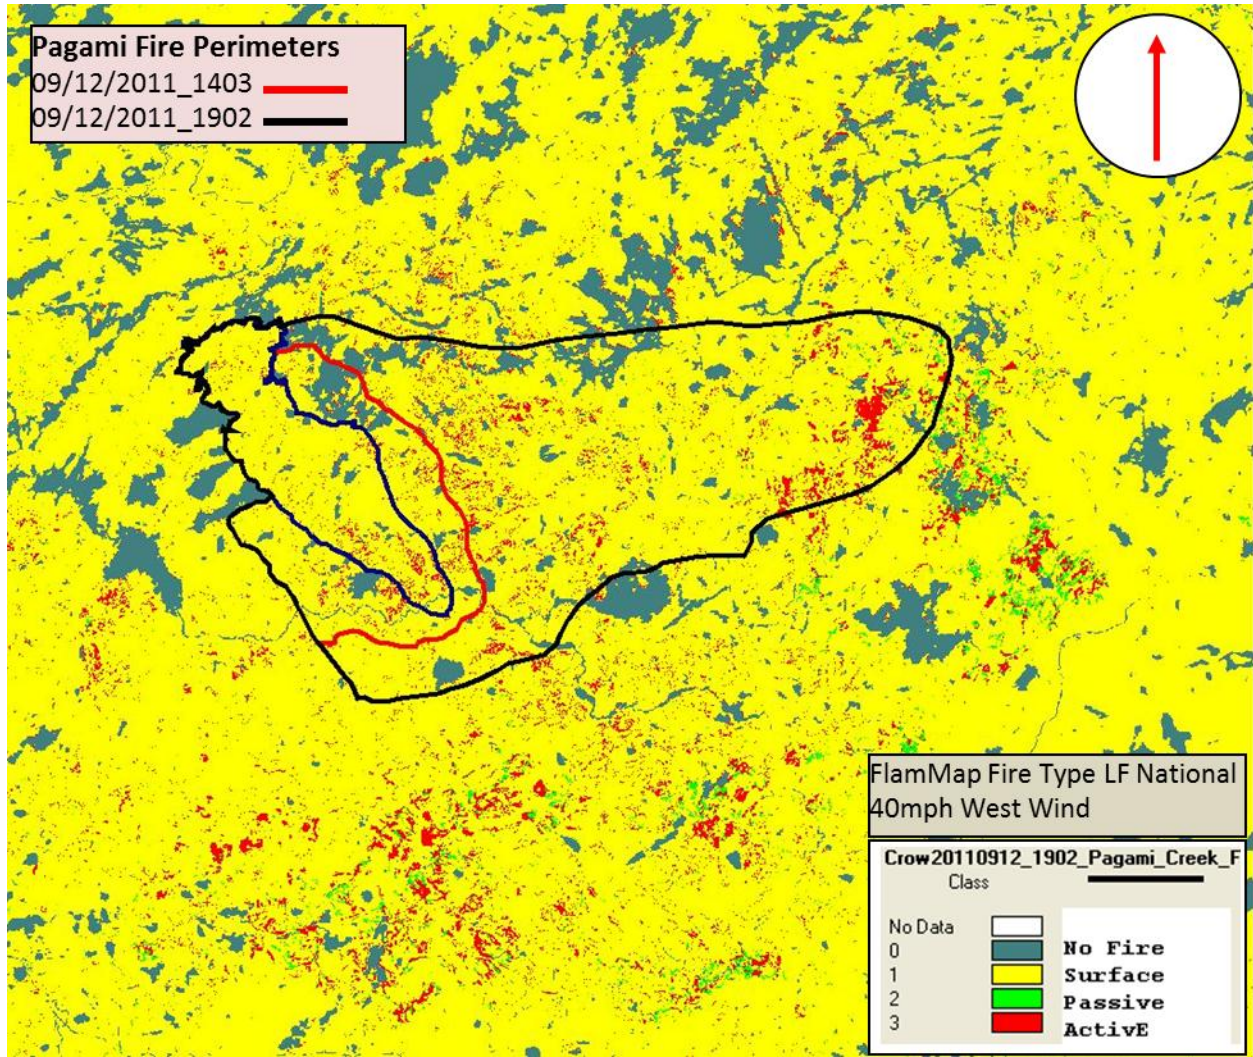 Pagami Fire Perimeters
09/12/2011_1403
09/12/2011_1902
FlamMap Fire Type LF National
40mph West Wind
Crow20110912_1902_Pagami_Creek_F
Class
No Data
0 No Fire
1 Surface
2 Passive
3 ActivE